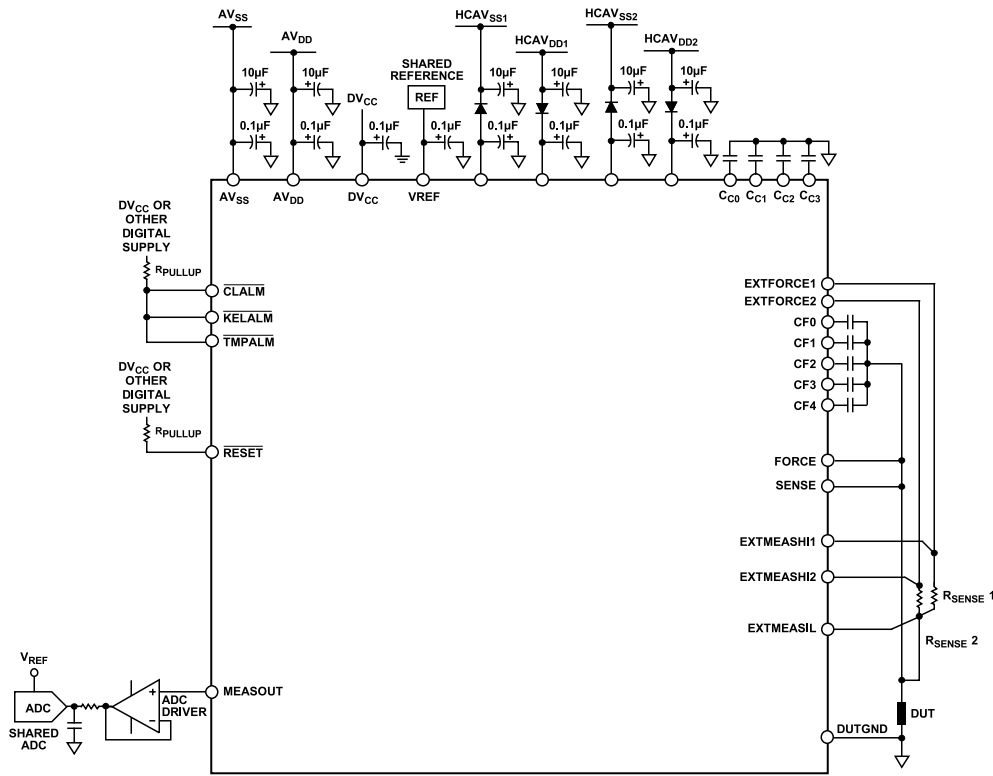 AVSS
AVDD
DVCC
SHARED
REFERENCE
REF
HCAVSS1
HCAVDD1
HCAVSS2
HCAVDD2
10µF
10µF
10µF
10µF
10µF
10µF
0.1µF
0.1µF
0.1µF
0.1µF
0.1µF
0.1µF
0.1µF
0.1µF
AVSS
AVDD
DVCC
VREF
CC0
CC1
CC2
CC3
DVCC OR
OTHER
DIGITAL
SUPPLY
RPULLUP
CLALM
KELALM
TMPALM
DVCC OR
OTHER
DIGITAL
SUPPLY
RPULLUP
RESET
EXTFORCE1
EXTFORCE2
CF0
CF1
CF2
CF3
CF4
FORCE
SENSE
EXTMEASHI1
EXTMEASHI2
EXTMEASIL
RSENSE 1
RSENSE 2
VREF
ADC
SHARED
ADC
ADC
DRIVER
MEASOUT
DUT
DUTGND